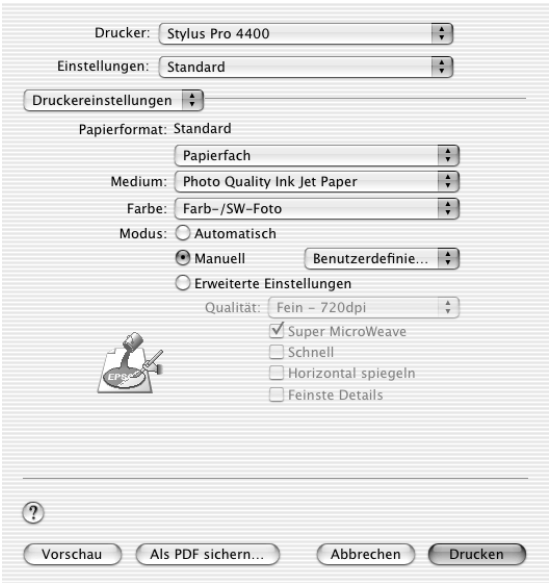 Drucker: Stylus Pro 4400
Einstellungen: Standard
Druckereinstellungen
Papierformat: Standard
Papierfach
Medium: Photo Quality Ink Jet Paper
Farbe: Farb-/SW-Foto
Modus: Automatisch
Manuell Benutzerdefinie...
Erweiterte Einstellungen
Qualität: Fein – 720dpi
Super MicroWeave
Schnell
Horizontal spiegeln
Feinste Details
EPSO
?
Vorschau Als PDF sichern... Abbrechen Drucken